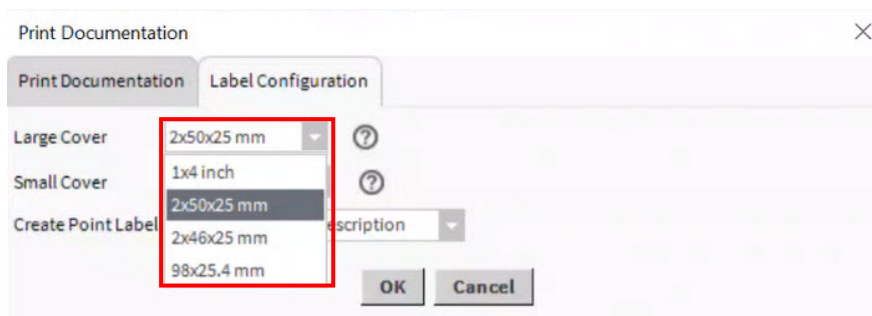 Print Documentation
Print Documentation Label Configuration
Large Cover 2x50x25 mm ?
1x4 inch
Small Cover ?
2x50x25 mm
Create Point Label escription
2x46x25 mm
98x25.4 mm
OK Cancel